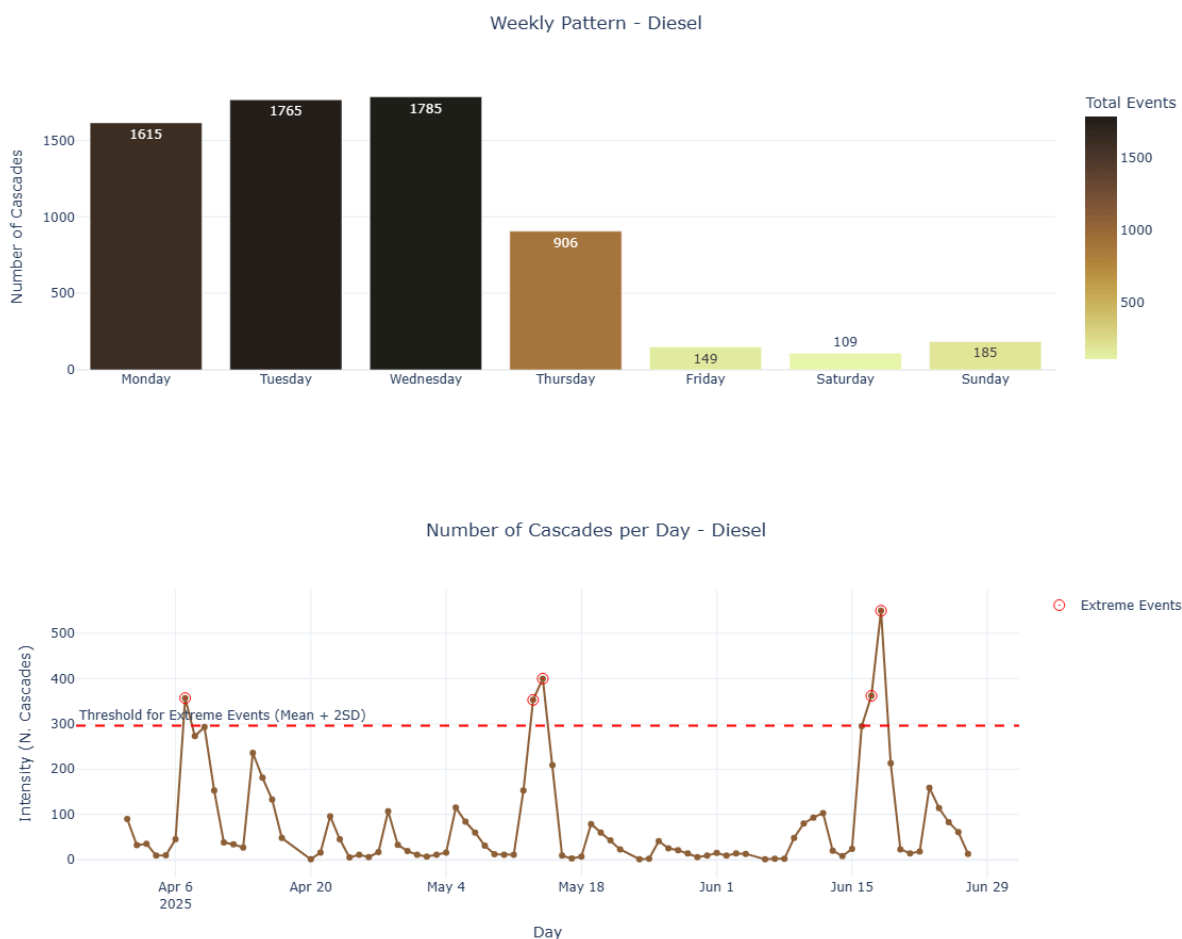 Weekly Pattern - Diesel
Total Events
Number of Cascades
1500
1000
500
0
1615
1765
1785
906
149
109
185
Monday Tuesday Wednesday Thursday Friday Saturday Sunday
1500
1000
500
Number of Cascades per Day - Diesel
Extreme Events
Intensity (N. Cascades)
500
400
300
200
100
0
Threshold for Extreme Events (Mean + 2SD)
Apr 6 Apr 20 May 4 May 18 Jun 1 Jun 15 Jun 29
2025
Day